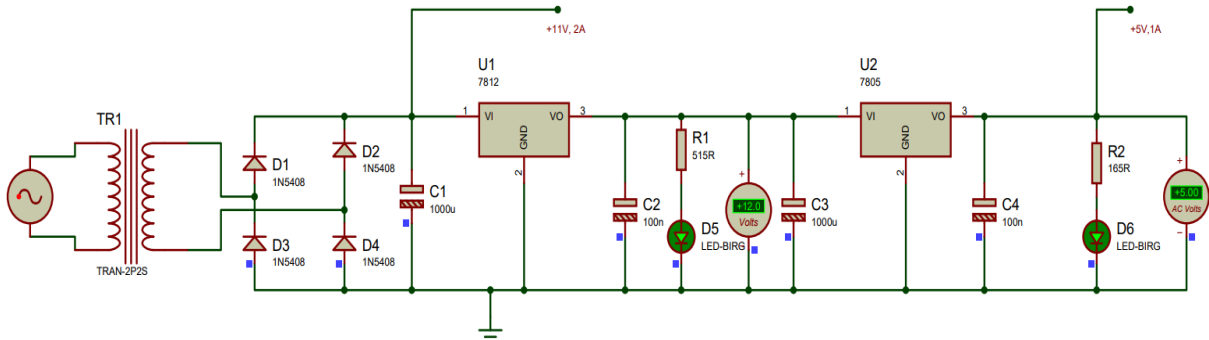 +11V, 2A
+5V,1A
U1
7812
U2
7805
TR1
1
VI
VO
3
1
VI
VO
3
GND
GND
2
2
D1
1N5408
D2
1N5408
R1
515R
R2
165R
C1
1000u
C2
100n
+
+12.0
Volts
C3
1000u
C4
100n
+
+5.00
AC Volts
D3
1N5408
D4
1N5408
D5
LED-BIRG
D6
LED-BIRG
TRAN-2P2S